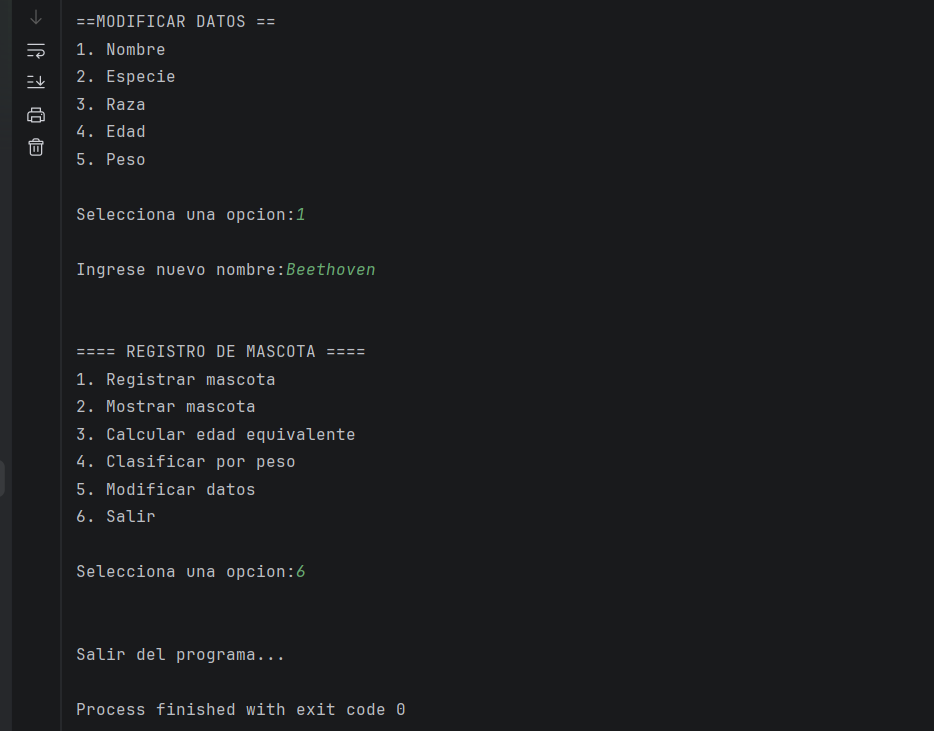 ==MODIFICAR DATOS ==
1. Nombre
2. Especie
3. Raza
4. Edad
5. Peso
Selecciona una opcion:1
Ingrese nuevo nombre:Beethoven
==== REGISTRO DE MASCOTA ====
1. Registrar mascota
2. Mostrar mascota
3. Calcular edad equivalente
4. Clasificar por peso
5. Modificar datos
6. Salir
Selecciona una opcion:6
Salir del programa...
Process finished with exit code 0